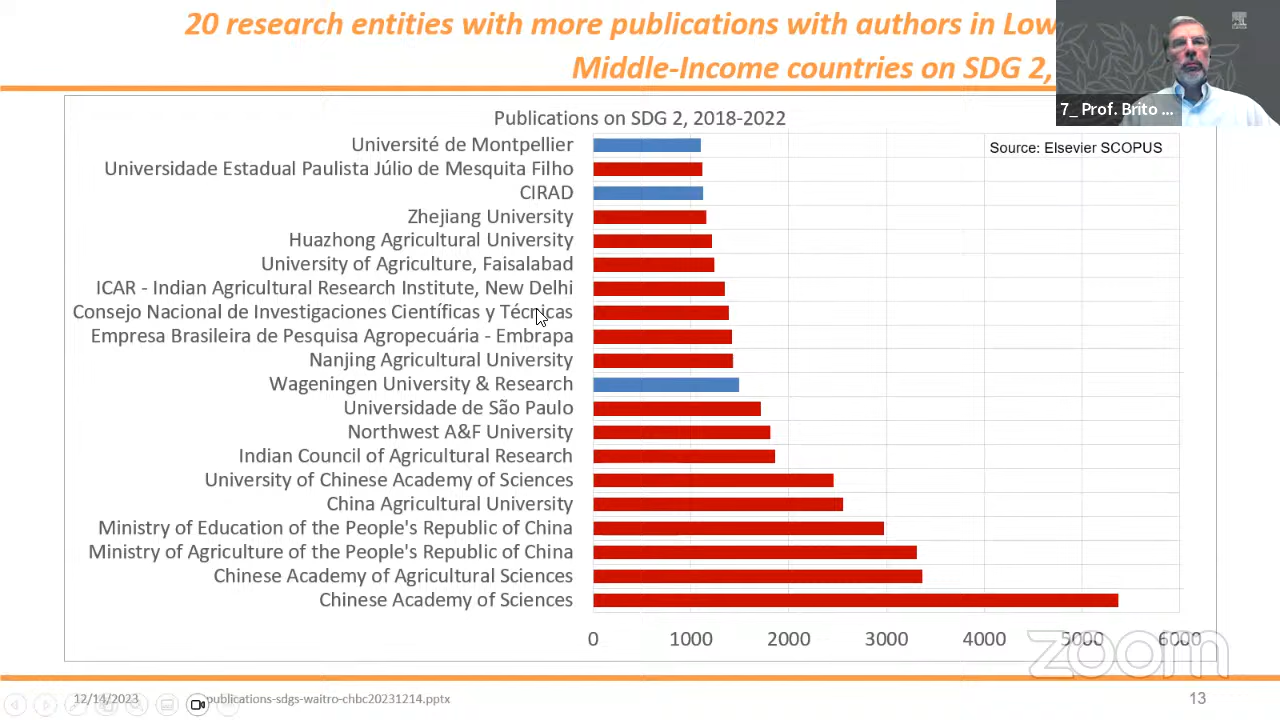 20 research entities with more publications with authors in Low
Middle-Income countries on SDG 2,
7_ Prof. Brito ...
Publications on SDG 2, 2018-2022
Source: Elsevier SCOPUS
Université de Montpellier
Universidade Estadual Paulista Júlio de Mesquita Filho
CIRAD
Zhejiang University
Huazhong Agricultural University
University of Agriculture, Faisalabad
ICAR - Indian Agricultural Research Institute, New Delhi
Consejo Nacional de Investigaciones Científicas y Técnicas
Empresa Brasileira de Pesquisa Agropecuária - Embrapa
Nanjing Agricultural University
Wageningen University & Research
Universidade de São Paulo
Northwest A&F University
Indian Council of Agricultural Research
University of Chinese Academy of Sciences
China Agricultural University
Ministry of Education of the People's Republic of China
Ministry of Agriculture of the People's Republic of China
Chinese Academy of Agricultural Sciences
Chinese Academy of Sciences
0 1000 2000 3000 4000 5000 6000
zoom
12/14/2023 publications-sdgs-waitro-chbc20231214.pptx 13